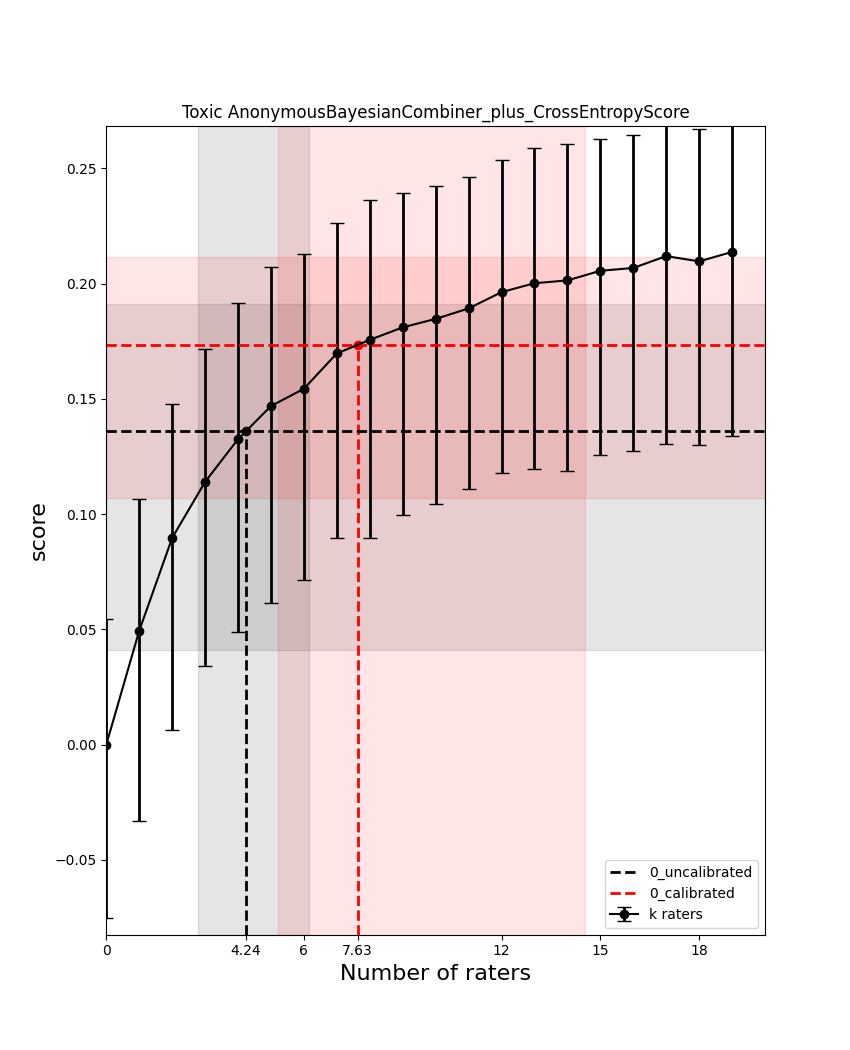 Toxic AnonymousBayesianCombiner_plus_CrossEntropyScore
0.25
0.20
0.15
0.10
0.05
0.00
−0.05
score
0_uncalibrated
0_calibrated
k raters
0 4.24 6 7.63 12 15 18
Number of raters